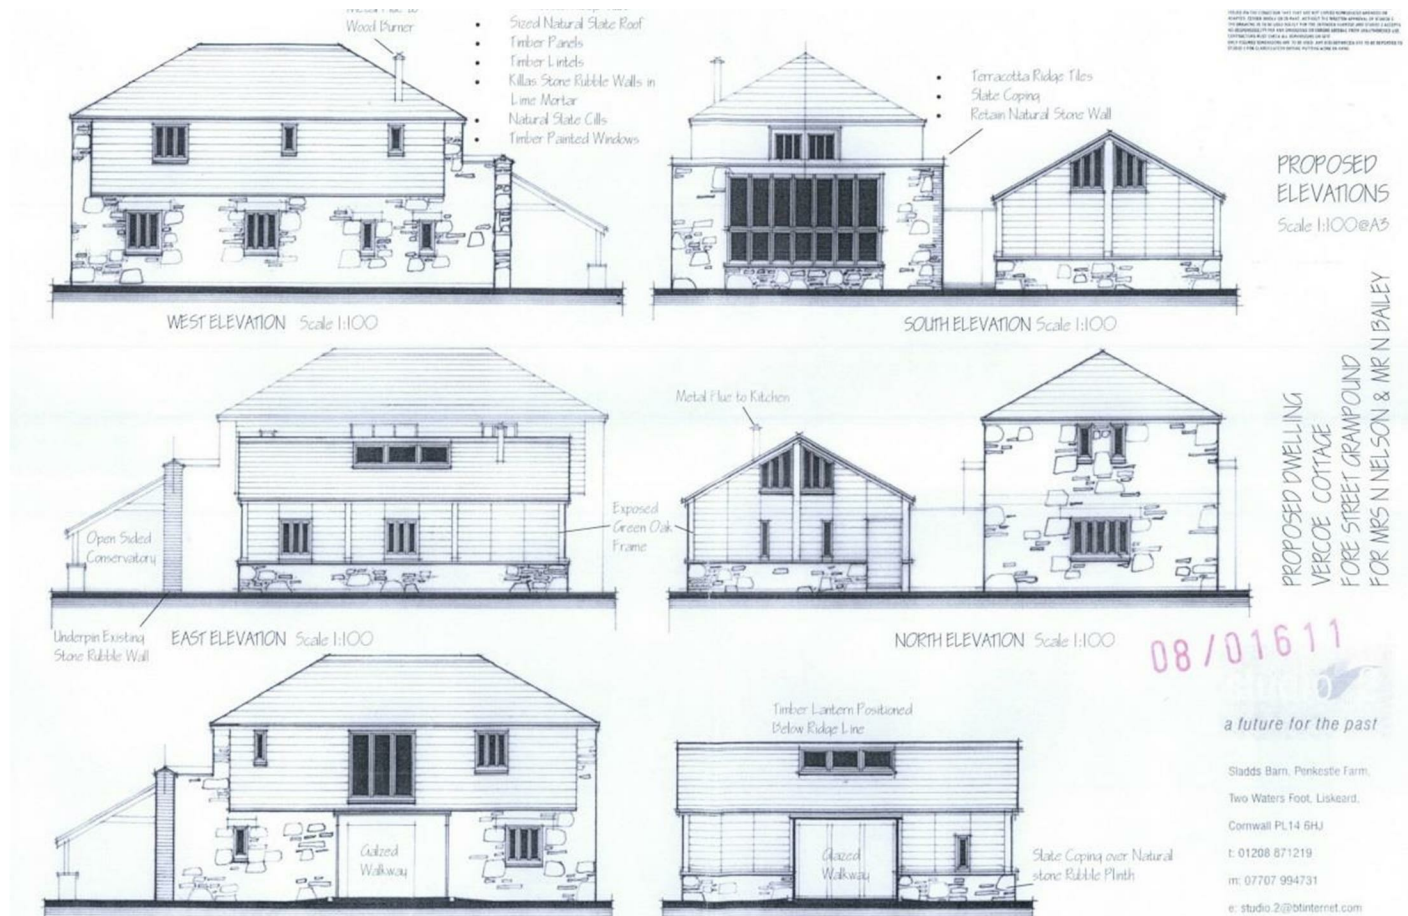 Wood Burner
Sized Natural Slate Roof
Timber Panels
Timber Lintels
Killas Stone Rubble Walls in
Lime Mortar
Natural Slate Cills
Timber Painted Windows
Terracotta Ridge Tiles
Slate Coping
Retain Natural Stone Wall
PROPOSED
ELEVATIONS
Scale 1:100@A3
WEST ELEVATION Scale 1:100
SOUTH ELEVATION Scale 1:100
Metal Flue to Kitchen
Open Sided
Conservatory
Exposed
Green Oak
Frame
Underpin Existing
Stone Rubble Wall
EAST ELEVATION Scale 1:100
NORTH ELEVATION Scale 1:100
PROPOSED DWELLING
VERCOE COTTAGE
FORE STREET GRAMPOUND
FOR MRS N NELSON & MR N BAILEY
08/01611
studio
a future for the past
Timber Lantern Positioned
Below Ridge Line
Galzed
Walkway
Glazed
Walkway
Slate Coping over Natural
stone Rubble Plinth
Sladds Barn, Penkestle Farm,
Two Waters Foot, Liskeard,
Cornwall PL14 6HJ
t: 01208 871219
m: 07707 994731
e: studio.2@btinternet.com